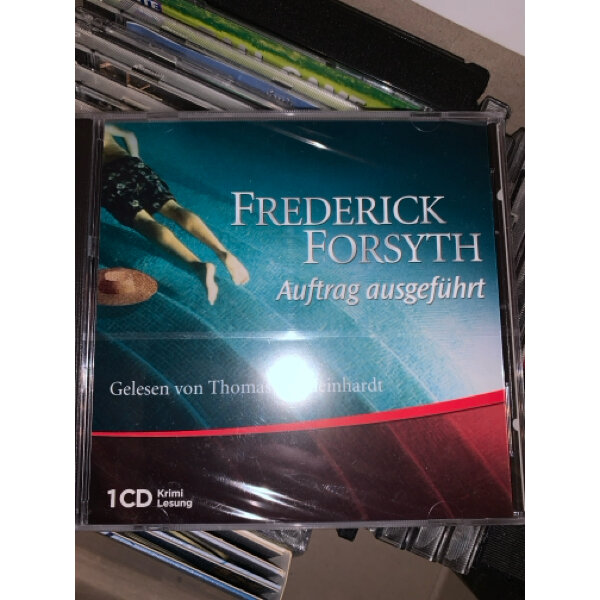 FREDERICK
FORSYTH
Auftrag ausgeführt
Gelesen von Thomas
1CD Krimi
Lesung